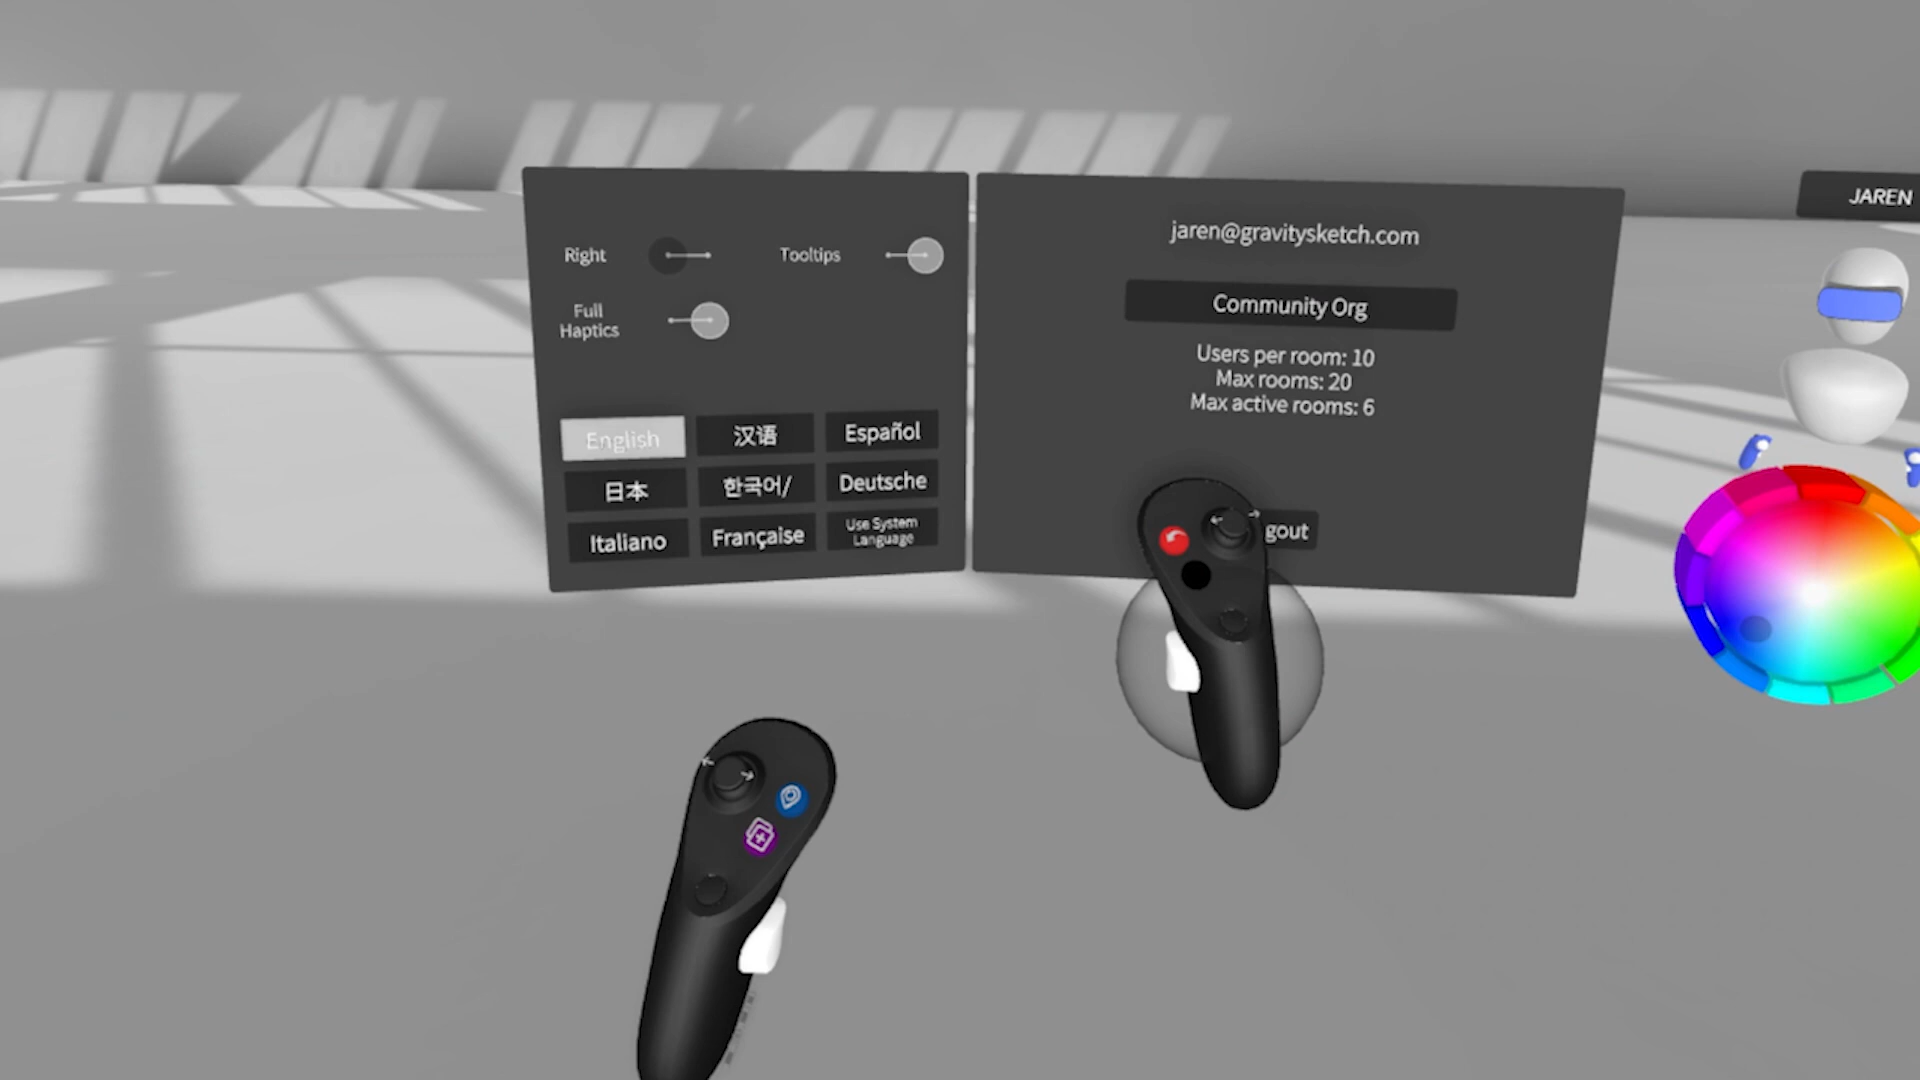 Right
Tooltips
Full
Haptics
English
汉语
Español
日本
한국어/
Deutsche
Italiano
Française
Use System
Language
jaren@gravitysketch.com
Community Org
Users per room: 10
Max rooms: 20
Max active rooms: 6
gout
JAREN